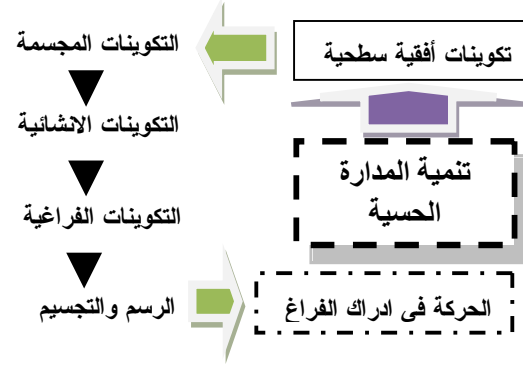 تكوينات أفقية سطحية
التكوينات المجسمة
التكوينات الانشائية
تنمية المدارة
الحسية
التكوينات الفراغية
الحركة فى ادراك الفراغ
الرسم والتجسيم